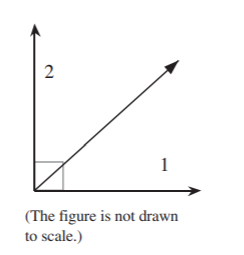 2
1
(The figure is not drawn
to scale.)